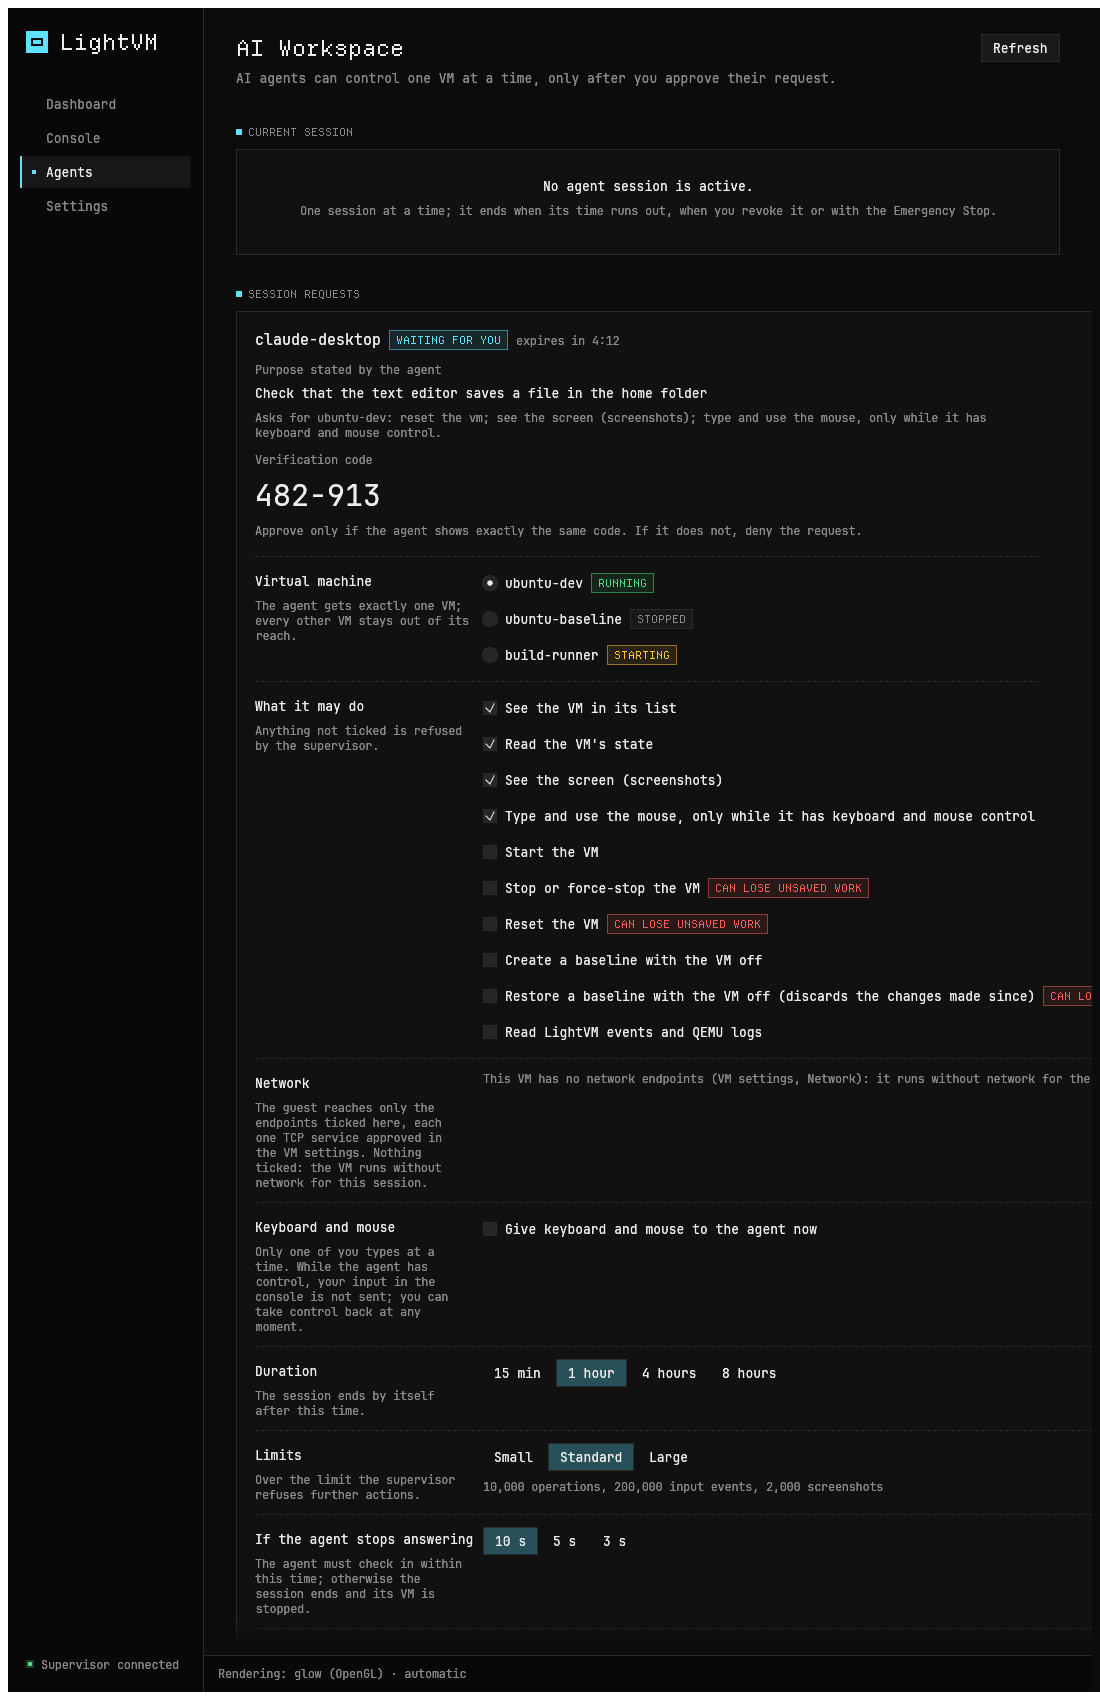 LightVM
Dashboard
Console
Agents
Settings
Supervisor connected
AI Workspace
Refresh
AI agents can control one VM at a time, only after you approve their request.
CURRENT SESSION
No agent session is active.
One session at a time; it ends when its time runs out, when you revoke it or with the Emergency Stop.
SESSION REQUESTS
claude-desktop WAITING FOR YOU expires in 4:12
Purpose stated by the agent
Check that the text editor saves a file in the home folder
Asks for ubuntu-dev: reset the vm; see the screen (screenshots); type and use the mouse, only while it has
keyboard and mouse control.
Verification code
482-913
Approve only if the agent shows exactly the same code. If it does not, deny the request.
Virtual machine
The agent gets exactly one VM;
every other VM stays out of its
reach.
ubuntu-dev RUNNING
ubuntu-baseline STOPPED
build-runner STARTING
What it may do
Anything not ticked is refused
by the supervisor.
See the VM in its list
Read the VM's state
See the screen (screenshots)
Type and use the mouse, only while it has keyboard and mouse control
Start the VM
Stop or force-stop the VM CAN LOSE UNSAVED WORK
Reset the VM CAN LOSE UNSAVED WORK
Create a baseline with the VM off
Restore a baseline with the VM off (discards the changes made since) CAN LO
Read LightVM events and QEMU logs
Network
The guest reaches only the
endpoints ticked here, each
one TCP service approved in
the VM settings. Nothing
ticked: the VM runs without
network for this session.
This VM has no network endpoints (VM settings, Network): it runs without network for the
Keyboard and mouse
Only one of you types at a
time. While the agent has
control, your input in the
console is not sent; you can
take control back at any
moment.
Give keyboard and mouse to the agent now
Duration
The session ends by itself
after this time.
15 min 1 hour 4 hours 8 hours
Limits
Over the limit the supervisor
refuses further actions.
Small Standard Large
10,000 operations, 200,000 input events, 2,000 screenshots
If the agent stops answering
The agent must check in within
this time; otherwise the
session ends and its VM is
stopped.
10 s 5 s 3 s
Rendering: glow (OpenGL) · automatic